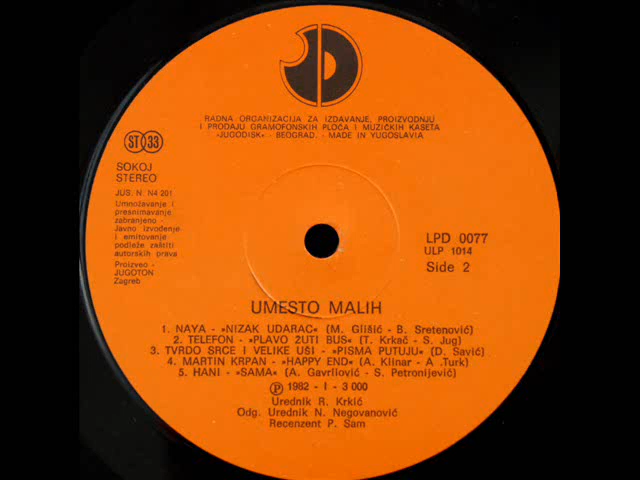 RADNA ORGANIZACIJA ZA IZDAVANJE, PROIZVODNJU
I PRODAJU GRAMOFONSKIH PLOČA I MUZIČKIH KASETA
»JUGODISK« - BEOGRAD. - MADE IN YUGOSLAVIA
ST 33
SOKOJ
STEREO
JUS. N. N4 201
Umnožavanje i
presnimavanje
zabranjeno -
Javno izvođenje
i emitovanje
podleže zaštiti
autorskih prava
Proizveo -
JUGOTON
Zagreb
LPD 0077
ULP 1014
Side 2
UMESTO MALIH
1. NAYA - »NIZAK UDARAC« (M. Glišić - B. Sretenović)
2. TELEFON - »PLAVO ŽUTI BUS« (T. Krkač - S. Jug)
3. TVRDO SRCE I VELIKE UŠI - »PISMA PUTUJU« (D. Savić)
4. MARTIN KRPAN - »HAPPY END« (A. Klinar - A .Turk)
5. HANI - »SAMA« (A. Gavrilović - S. Petronijević)
Ⓟ 1982 - I - 3 000
Urednik R. Krkić
Odg. Urednik N. Negovanović
Recenzent P. Sam